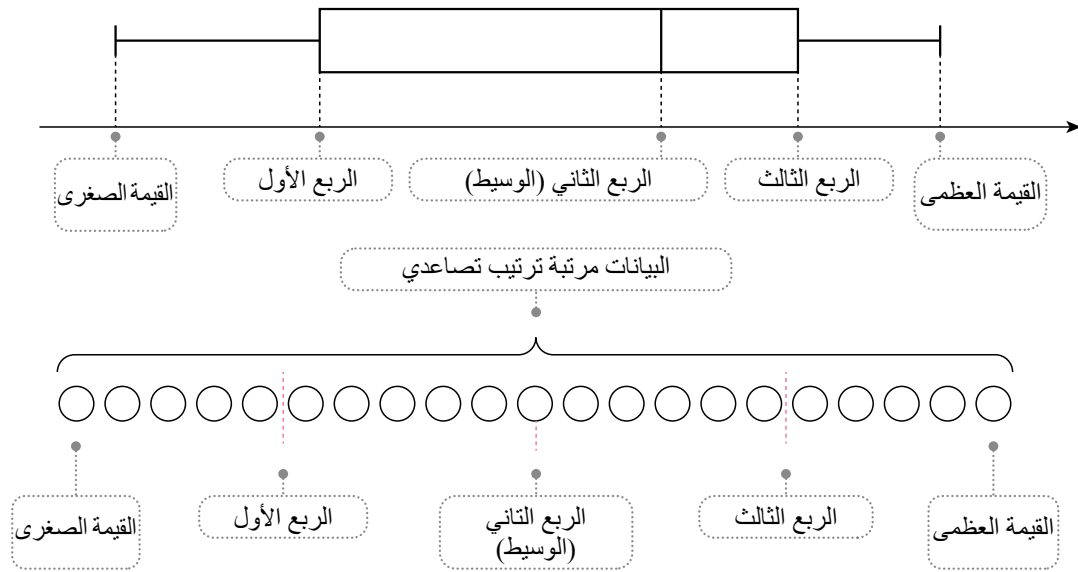 القيمة العظمى
الربع الثالث
الربع الثاني (الوسيط)
الربع الأول
القيمة الصغرى
البيانات مرتبة ترتيب تصاعدي
القيمة العظمى
الربع الثالث
الربع التاني
(الوسيط)
الربع الأول
القيمة الصغرى